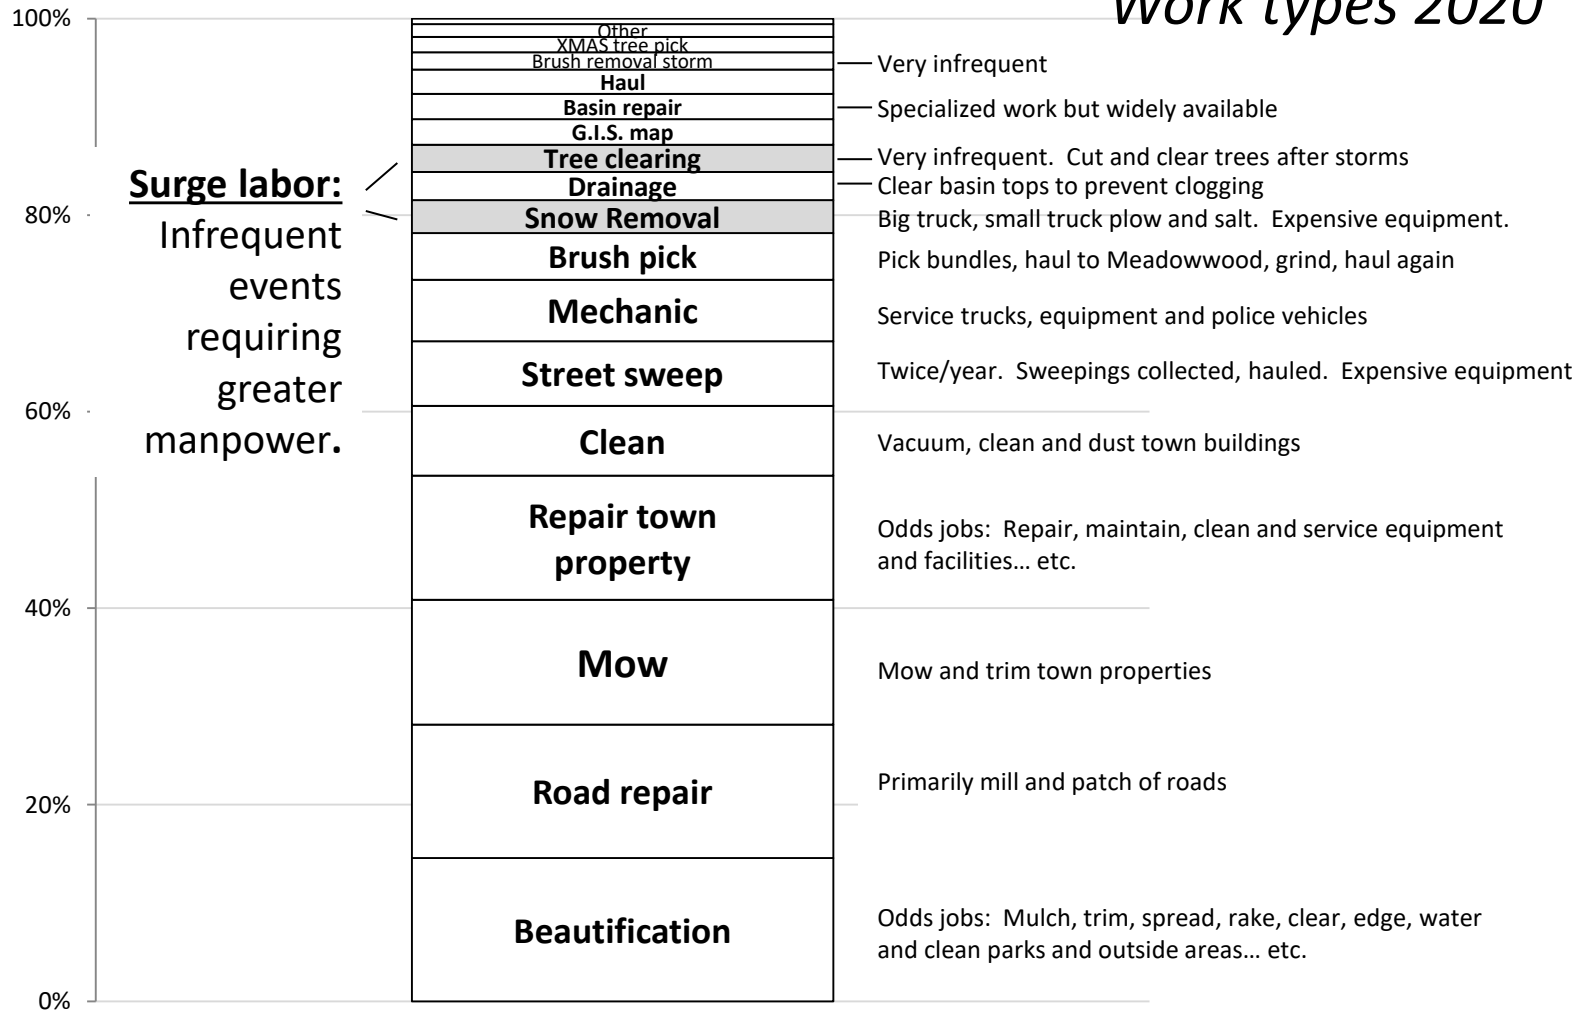 Work types 2020
100%
80%
60%
40%
20%
0%
Surge labor:
Infrequent
events
requiring
greater
manpower.
Other
XMAS tree pick
Brush removal storm
Haul
Basin repair
G.I.S. map
Tree clearing
Drainage
Snow Removal
Brush pick
Mechanic
Street sweep
Clean
Repair town
property
Mow
Road repair
Beautification
Very infrequent
Specialized work but widely available
Very infrequent.  Cut and clear trees after storms
Clear basin tops to prevent clogging
Big truck, small truck plow and salt.  Expensive equipment.
Pick bundles, haul to Meadowwood, grind, haul again
Service trucks, equipment and police vehicles
Twice/year.  Sweepings collected, hauled.  Expensive equipment
Vacuum, clean and dust town buildings
Odds jobs:  Repair, maintain, clean and service equipment
and facilities… etc.
Mow and trim town properties
Primarily mill and patch of roads
Odds jobs:  Mulch, trim, spread, rake, clear, edge, water
and clean parks and outside areas… etc.